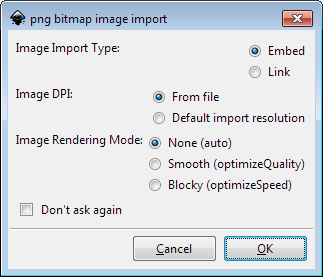 png bitmap image import
Image Import Type:
Embed
Link
Image DPI:
From file
Default import resolution
Image Rendering Mode:
None (auto)
Smooth (optimizeQuality)
Blocky (optimizeSpeed)
Don't ask again
Cancel
OK